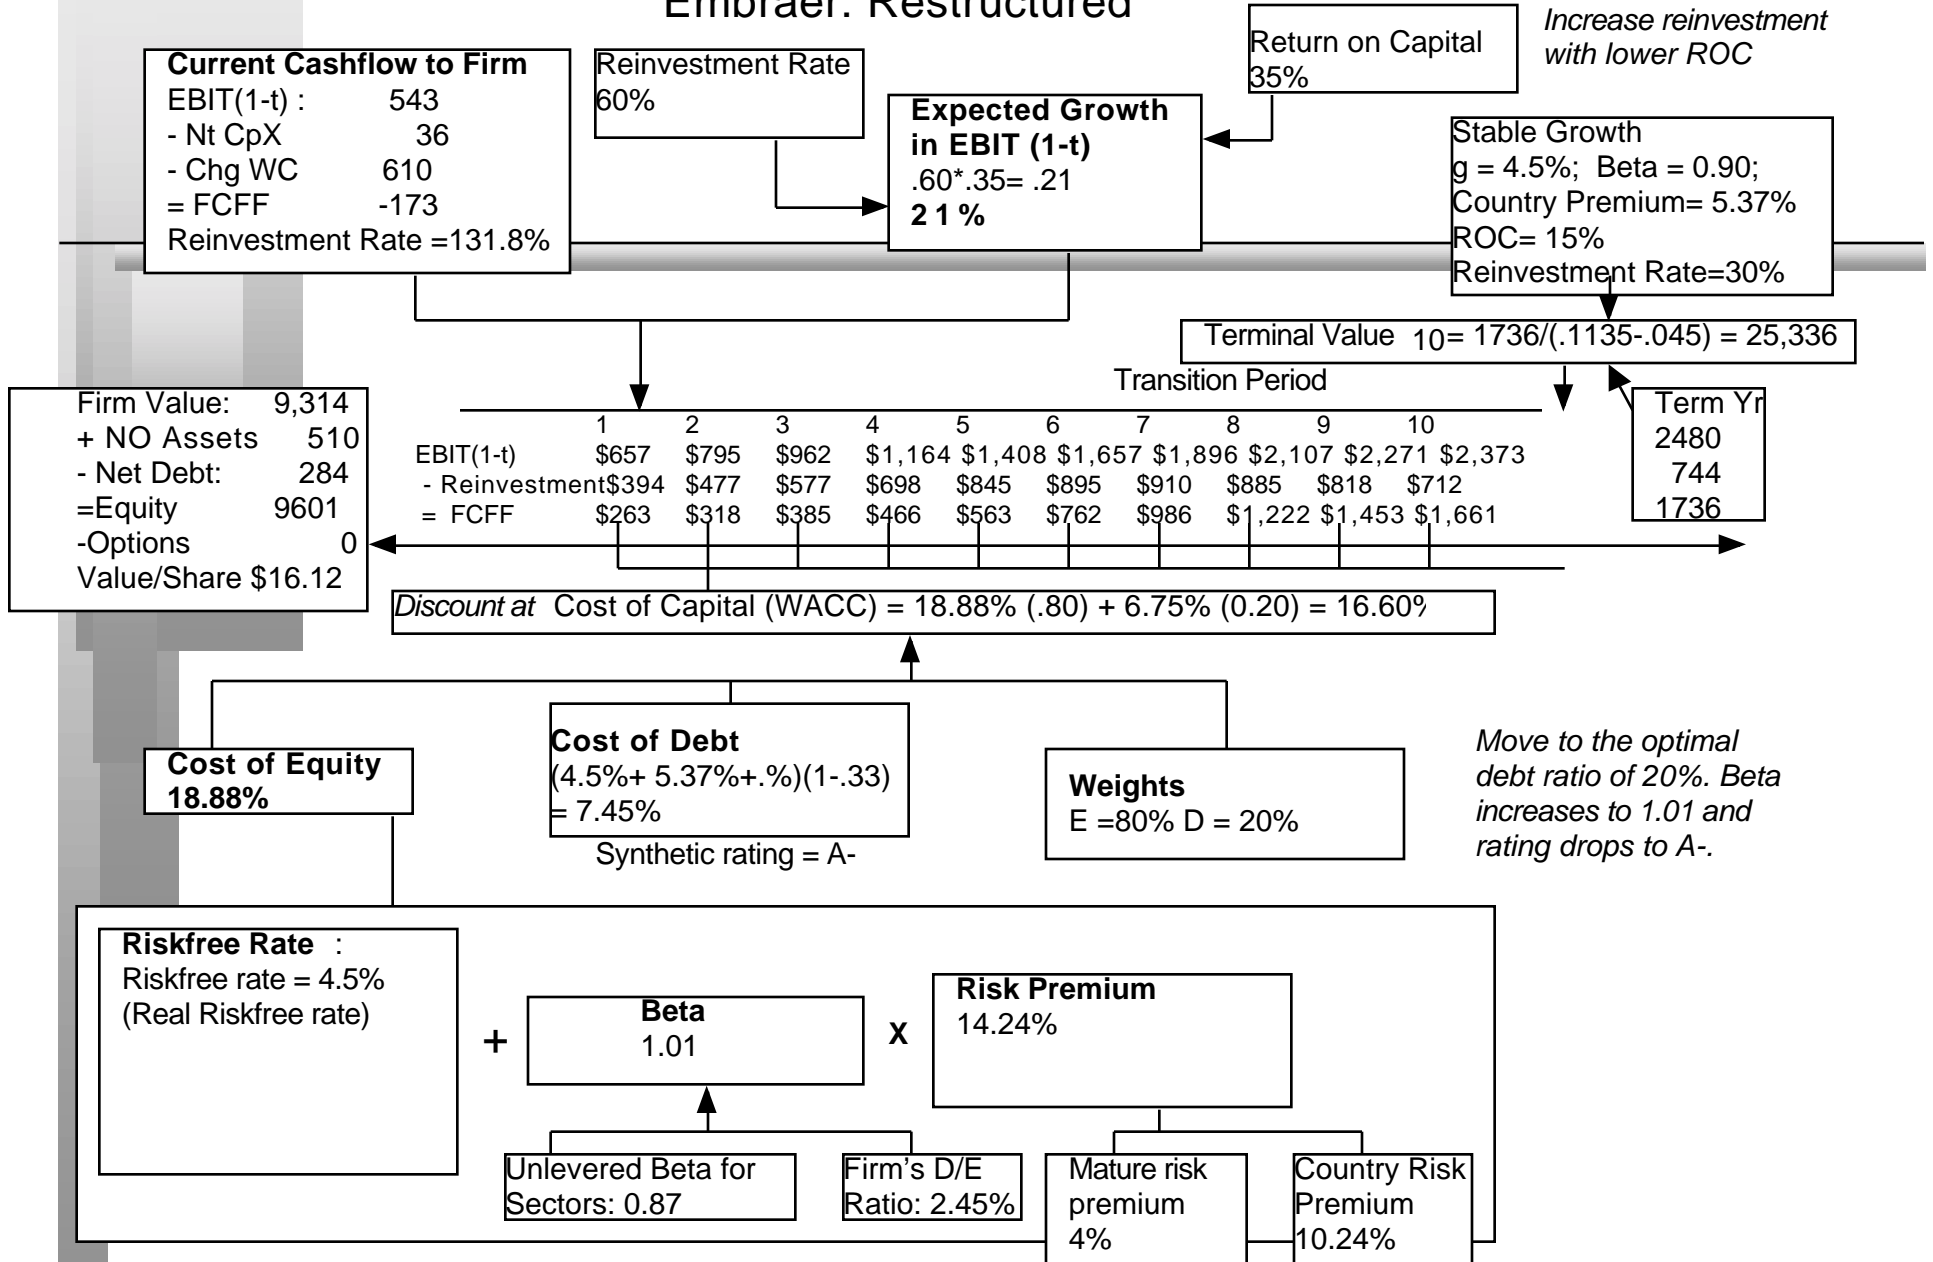 Embraer: Restructured
Increase reinvestment
with lower ROC
Current Cashflow to Firm
EBIT(1-t) : 543
- Nt CpX 36
- Chg WC 610
= FCFF -173
Reinvestment Rate =131.8%
Reinvestment Rate
60%
Expected Growth
in EBIT (1-t)
.60*.35= .21
21%
Return on Capital
35%
Stable Growth
g = 4.5%; Beta = 0.90;
Country Premium= 5.37%
ROC= 15%
Reinvestment Rate=30%
Terminal Value 10= 1736/(.1135-.045) = 25,336
Transition Period
Firm Value: 9,314
+ NO Assets 510
- Net Debt: 284
=Equity 9601
-Options 0
Value/Share $16.12
1 2 3 4 5 6 7 8 9 10
EBIT(1-t) $657 $795 $962 $1,164 $1,408 $1,657 $1,896 $2,107 $2,271 $2,373
- Reinvestment $394 $477 $577 $698 $845 $895 $910 $885 $818 $712
= FCFF $263 $318 $385 $466 $563 $762 $986 $1,222 $1,453 $1,661
Term Yr
2480
744
1736
Discount at Cost of Capital (WACC) = 18.88% (.80) + 6.75% (0.20) = 16.60%
Cost of Equity
18.88%
Cost of Debt
(4.5%+ 5.37%+.%)(1-.33)
= 7.45%
Synthetic rating = A-
Weights
E =80% D = 20%
Move to the optimal
debt ratio of 20%. Beta
increases to 1.01 and
rating drops to A-.
Riskfree Rate :
Riskfree rate = 4.5%
(Real Riskfree rate)
+
Beta
1.01
X
Risk Premium
14.24%
Unlevered Beta for
Sectors: 0.87
Firm's D/E
Ratio: 2.45%
Mature risk
premium
4%
Country Risk
Premium
10.24%